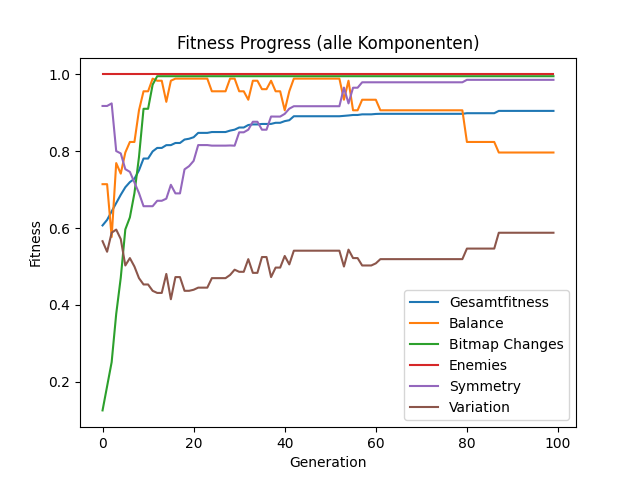 Fitness Progress (alle Komponenten)
1.0
0.8
0.6
0.4
0.2
Fitness
0
20
40
60
80
100
Generation
Gesamtfitness
Balance
Bitmap Changes
Enemies
Symmetry
Variation